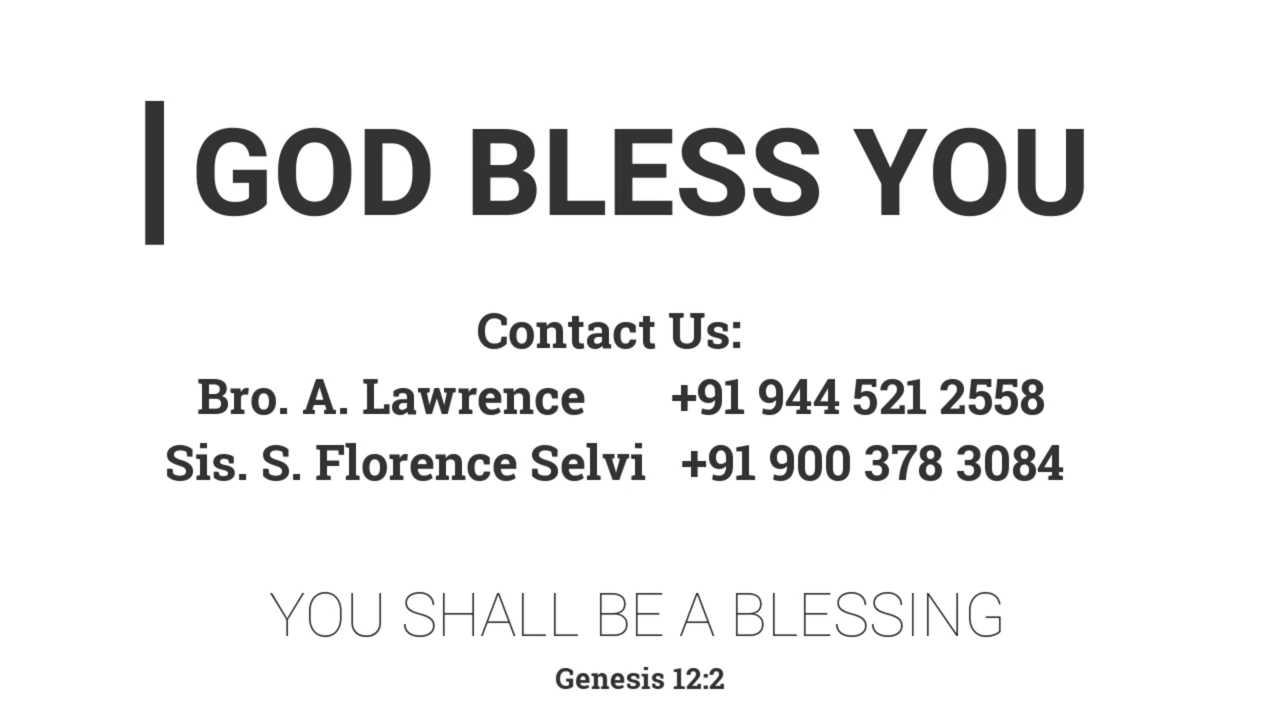 GOD BLESS YOU
Contact Us:
Bro. A. Lawrence +91 944 521 2558
Sis. S. Florence Selvi +91 900 378 3084
YOU SHALL BE A BLESSING
Genesis 12:2